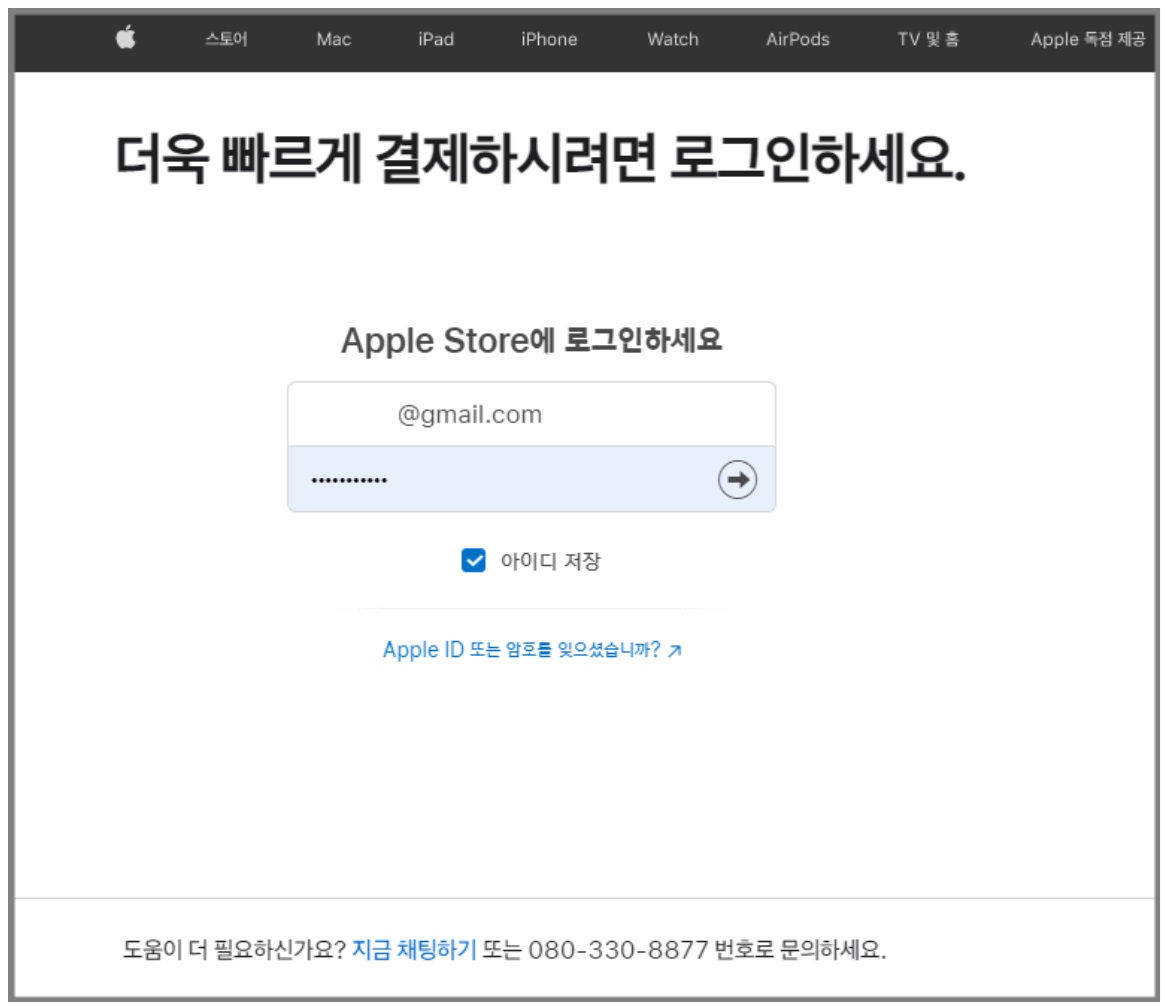 스토어 Mac iPad iPhone Watch AirPods TV 및 홈 Apple 독점 제공
더욱 빠르게 결제하시려면 로그인하세요.
Apple Store에 로그인하세요
@gmail.com
•••••••••••
아이디 저장
Apple ID 또는 암호를 잊으셨습니까? ↗
도움이 더 필요하신가요? 지금 채팅하기 또는 080-330-8877 번호로 문의하세요.